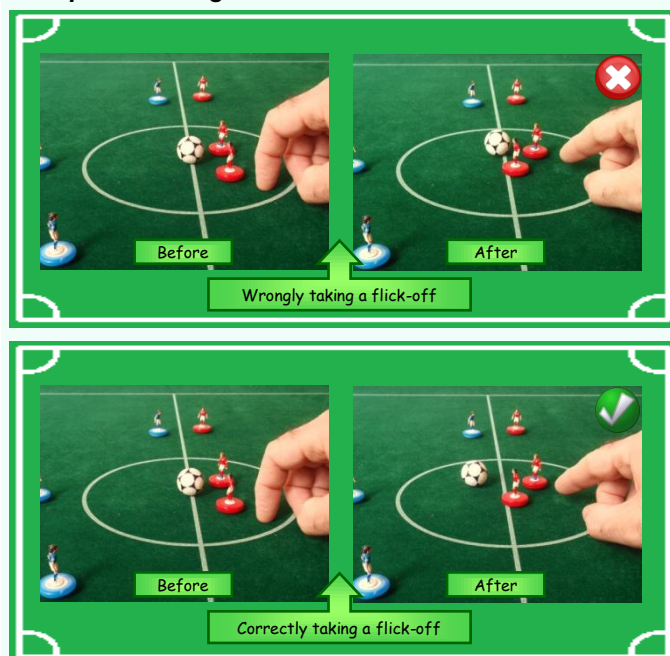 Before
After
Wrongly taking a flick-off
Before
After
Correctly taking a flick-off